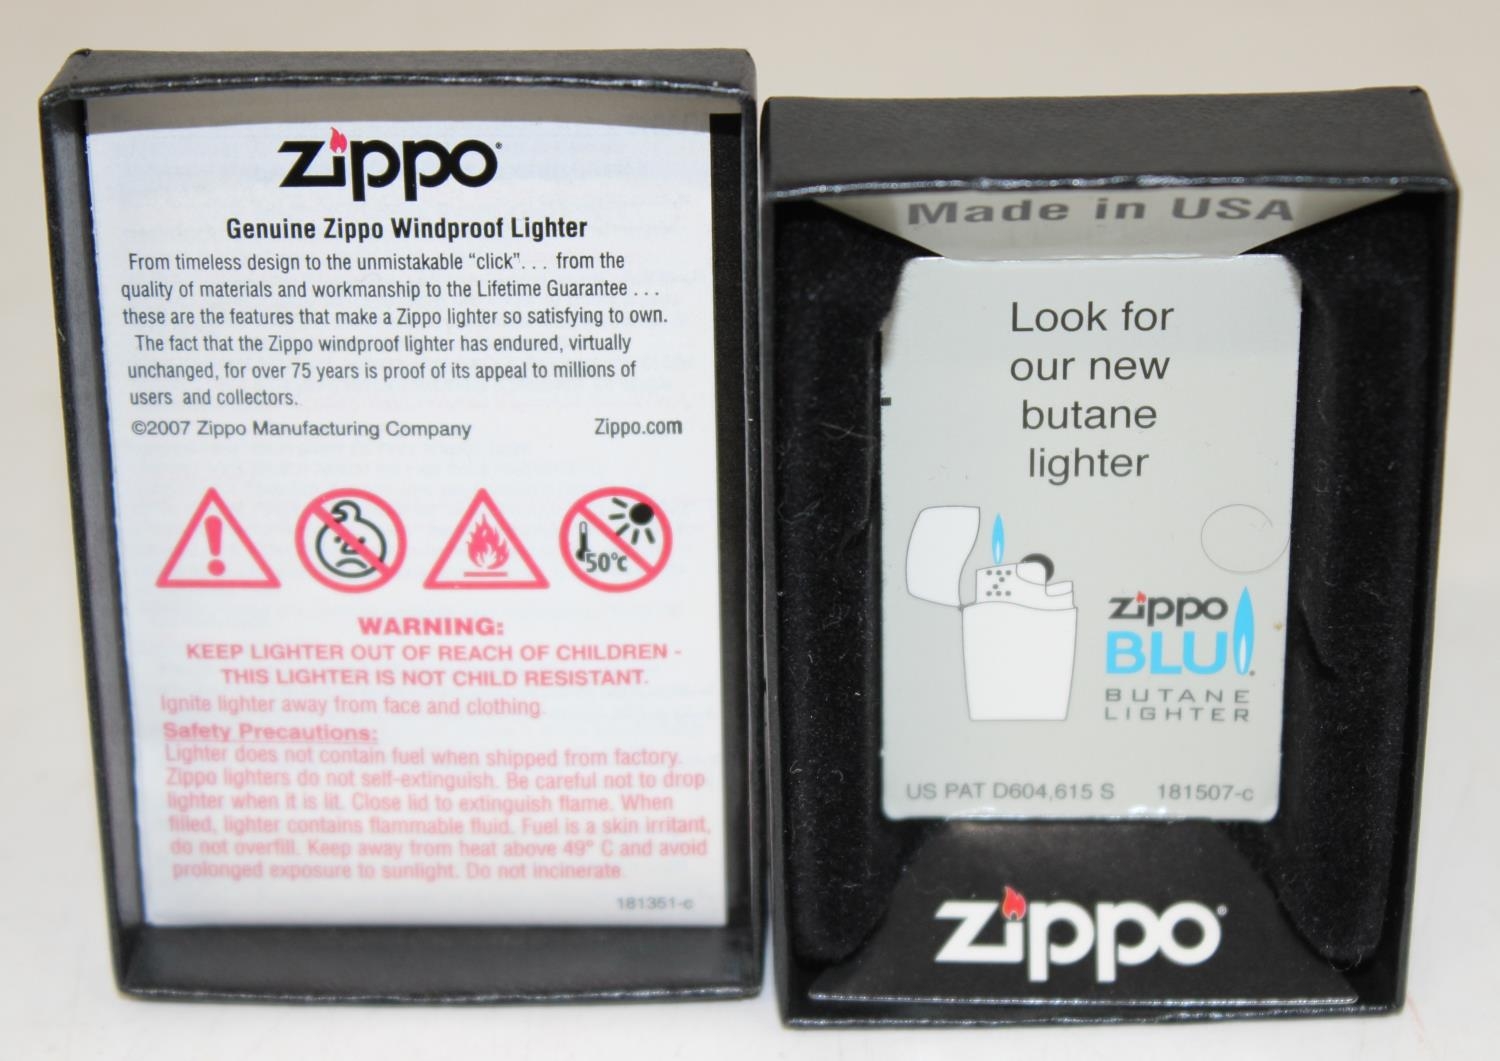 Zippo®
Genuine Zippo Windproof Lighter
From timeless design to the unmistakable “click”. . . from the
quality of materials and workmanship to the Lifetime Guarantee . . .
these are the features that make a Zippo lighter so satisfying to own.
The fact that the Zippo windproof lighter has endured, virtually
unchanged, for over 75 years is proof of its appeal to millions of
users and collectors.
©2007 Zippo Manufacturing Company Zippo.com
50°c
WARNING:
KEEP LIGHTER OUT OF REACH OF CHILDREN -
THIS LIGHTER IS NOT CHILD RESISTANT.
Ignite lighter away from face and clothing.
Safety Precautions:
Lighter does not contain fuel when shipped from factory.
Zippo lighters do not self-extinguish. Be careful not to drop
lighter when it is lit. Close lid to extinguish flame. When
filled, lighter contains flammable fluid. Fuel is a skin irritant,
do not overfill. Keep away from heat above 49° C and avoid
prolonged exposure to sunlight. Do not incinerate.
181351-c
Made in USA
Look for
our new
butane
lighter
Zippo
BLU
BUTANE
LIGHTER
US PAT D604,615 S 181507-c
Zippo®